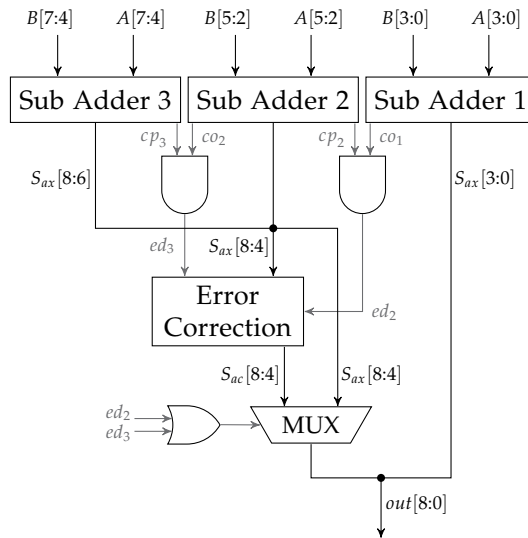 B[7:4] A[7:4] B[5:2] A[5:2] B[3:0] A[3:0]
Sub Adder 3 Sub Adder 2 Sub Adder 1
cp3 co2 cp2 co1
Sax[8:6] Sax[3:0]
ed3 Sax[8:4]
Error
Correction
ed2
Sac[8:4] Sax[8:4]
ed2
ed3
MUX
out[8:0]